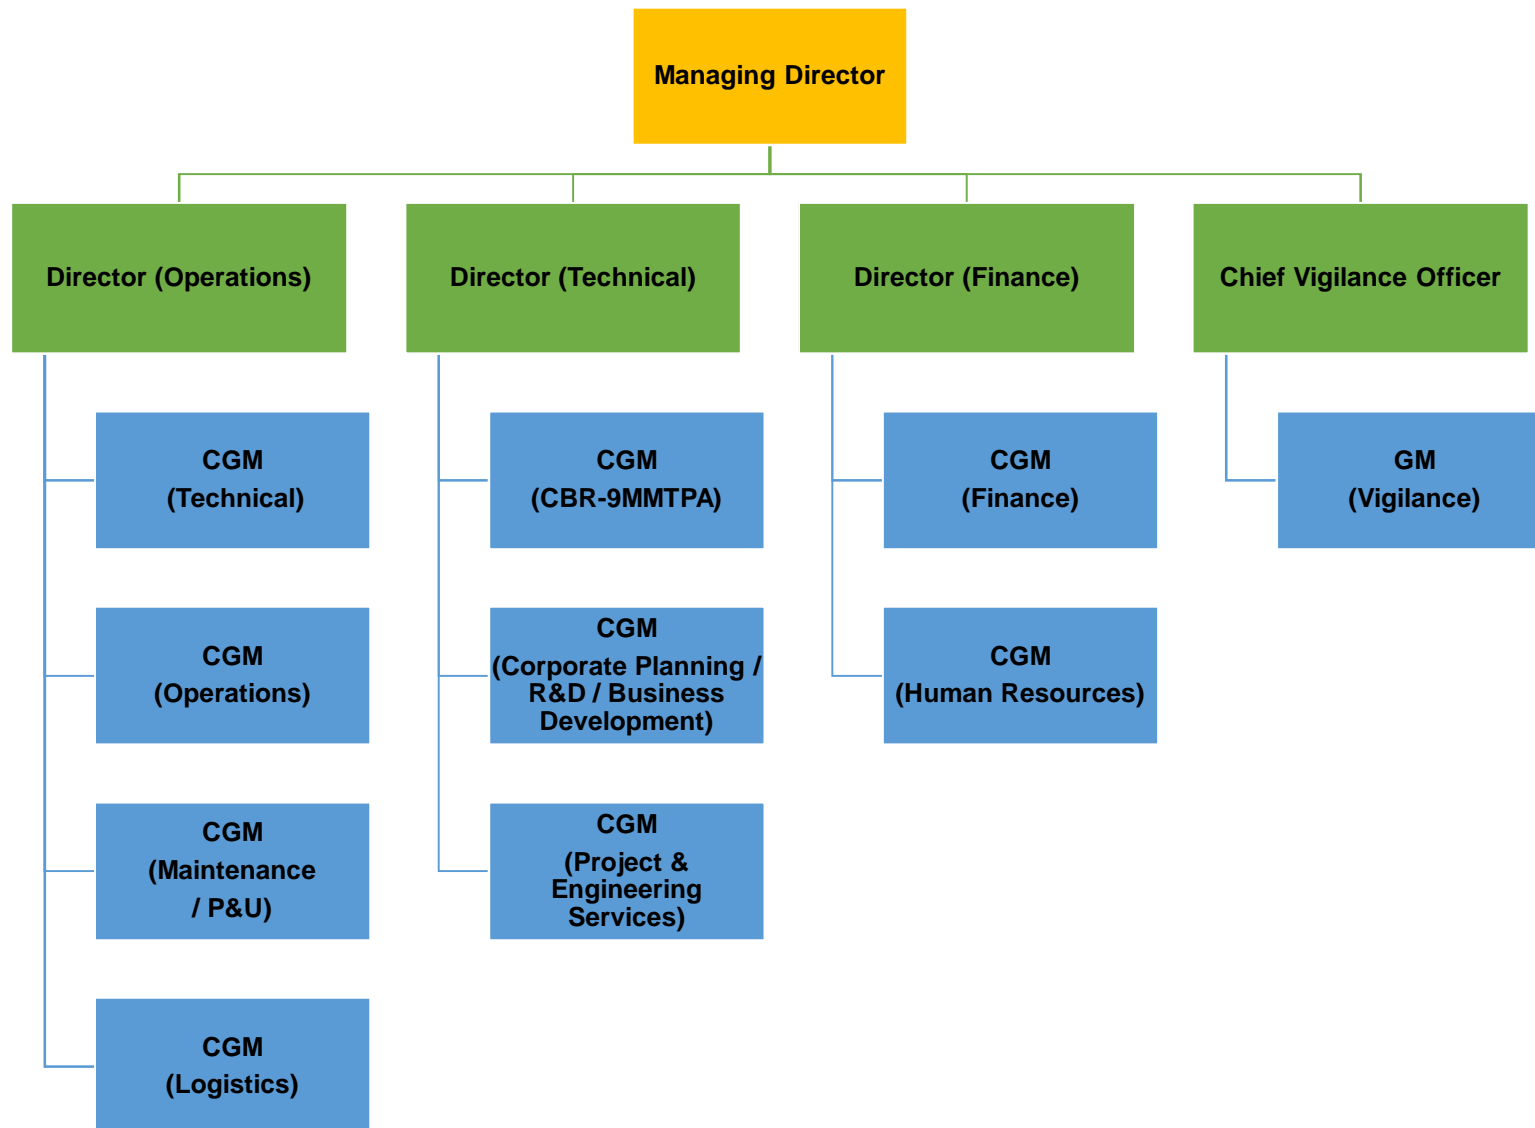 Managing Director
Director (Operations)
Director (Technical)
Director (Finance)
Chief Vigilance Officer
CGM
(Technical)
CGM
(CBR-9MMTPA)
CGM
(Finance)
GM
(Vigilance)
CGM
(Operations)
CGM
(Corporate Planning /
R&D / Business
Development)
CGM
(Human Resources)
CGM
(Maintenance
/ P&U)
CGM
(Project &
Engineering
Services)
CGM
(Logistics)